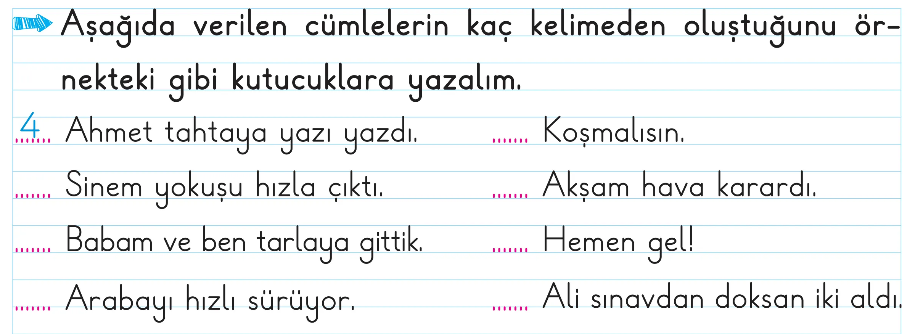 Aşağıda verilen cümlelerin kaç kelimeden oluştuğunu ör-
nekteki gibi kutucuklara yazalım.
4 Ahmet tahtaya yazı yazdı. ....... Koşmalısın.
....... Sinem yokuşu hızla çıktı. ....... Akşam hava karardı.
....... Babam ve ben tarlaya gittik. ....... Hemen gel!
....... Arabayı hızlı sürüyor. ....... Ali sınavdan doksan iki aldı.